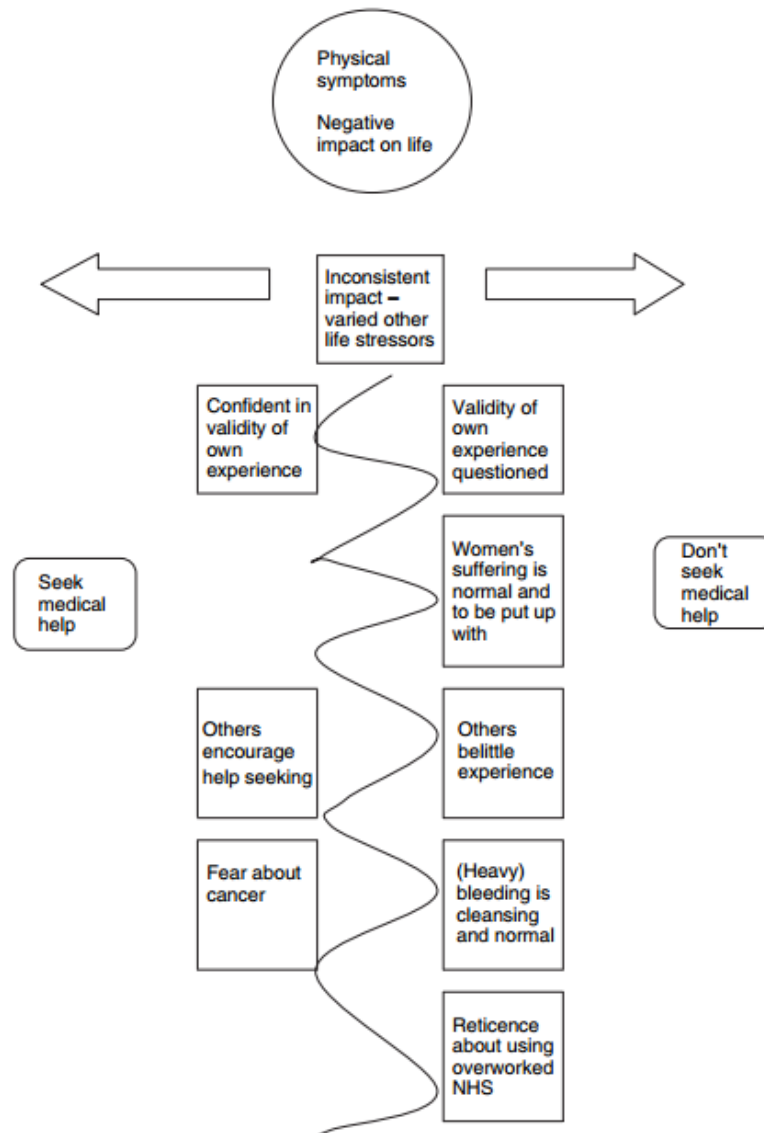 Physical
symptoms
Negative
impact on life
Inconsistent
impact –
varied other
life stressors
Confident in
validity of
own
experience
Validity of
own
experience
questioned
Women's
suffering is
normal and
to be put up
with
Seek
medical
help
Don't
seek
medical
help
Others
encourage
help seeking
Others
belittle
experience
Fear about
cancer
(Heavy)
bleeding is
cleansing
and normal
Reticence
about using
overworked
NHS